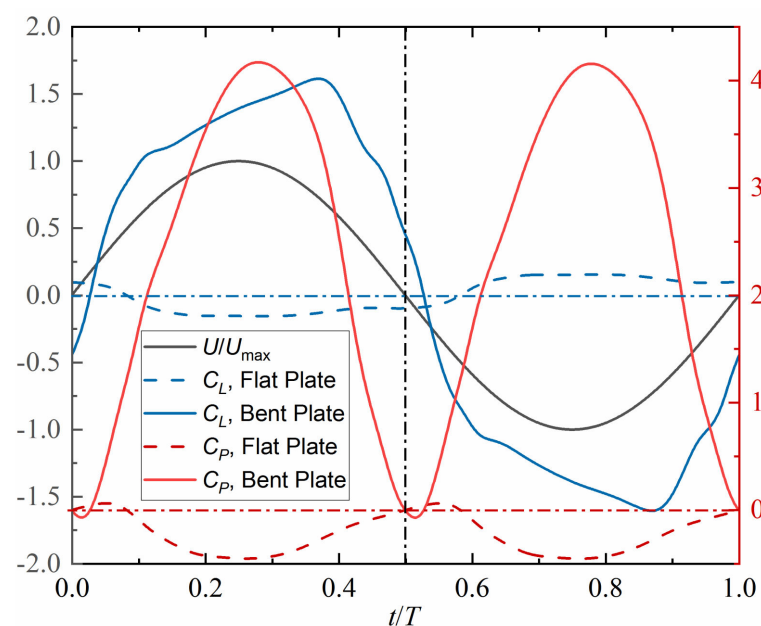 2.0
1.5
1.0
0.5
0.0
-0.5
-1.0
-1.5
-2.0
U/Umax
CL, Flat Plate
CL, Bent Plate
CP, Flat Plate
CP, Bent Plate
4
3
2
1
0
0.0 0.2 0.4 0.6 0.8 1.0
t/T